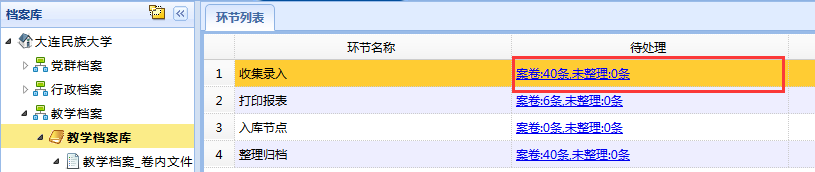 档案库
大连民族大学
党群档案
行政档案
教学档案
教学档案库
教学档案_卷内文件
环节列表
环节名称 待处理
1 收集录入 案卷:40条,未整理:0条
2 打印报表 案卷:6条,未整理:0条
3 入库节点 案卷:0条,未整理:0条
4 整理归档 案卷:40条,未整理:0条